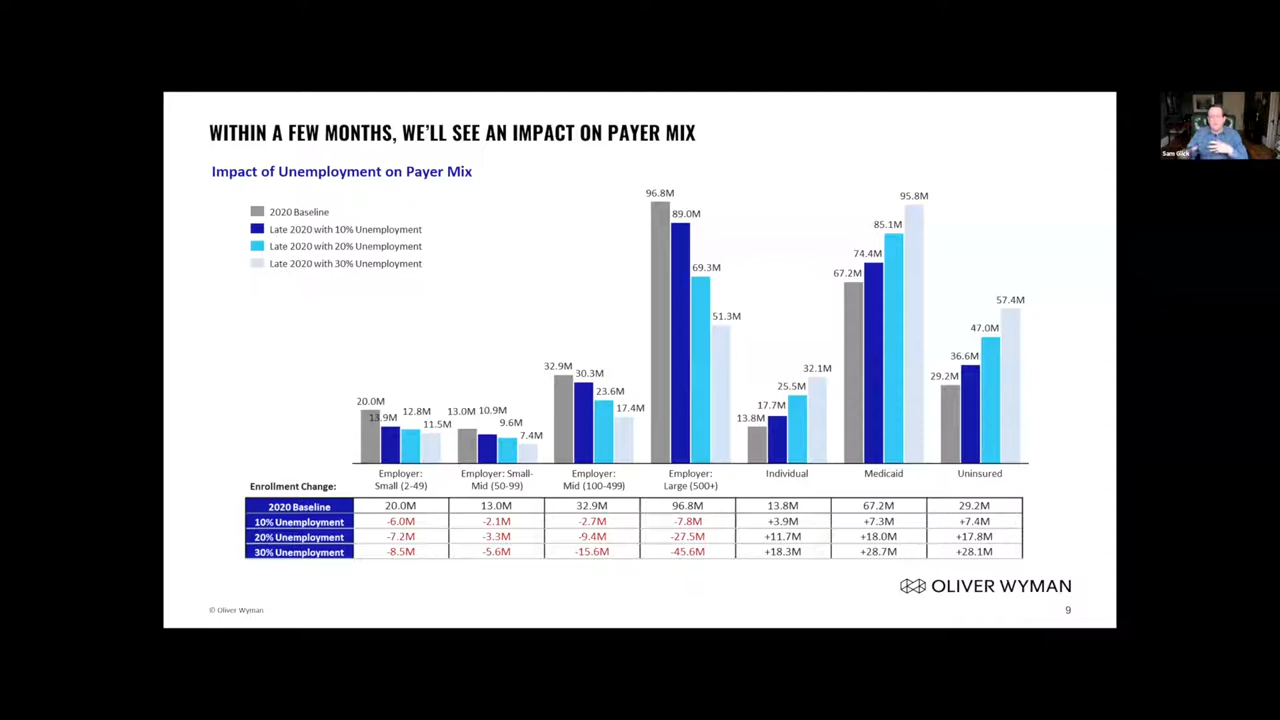 WITHIN A FEW MONTHS, WE'LL SEE AN IMPACT ON PAYER MIX
Impact of Unemployment on Payer Mix
2020 Baseline
Late 2020 with 10% Unemployment
Late 2020 with 20% Unemployment
Late 2020 with 30% Unemployment
20.0M 13.9M 12.8M 11.5M
13.0M 10.9M 9.6M 7.4M
32.9M 30.3M 23.6M 17.4M
96.8M 89.0M 69.3M 51.3M
13.8M 17.7M 25.5M 32.1M
67.2M 74.4M 85.1M 95.8M
29.2M 36.6M 47.0M 57.4M
Employer: Employer: Small- Employer: Employer: Individual Medicaid Uninsured
Enrollment Change: Small (2-49) Mid (50-99) Mid (100-499) Large (500+)
2020 Baseline 20.0M 13.0M 32.9M 96.8M 13.8M 67.2M 29.2M
10% Unemployment -6.0M -2.1M -2.7M -7.8M +3.9M +7.3M +7.4M
20% Unemployment -7.2M -3.3M -9.4M -27.5M +11.7M +18.0M +17.8M
30% Unemployment -8.5M -5.6M -15.6M -45.6M +18.3M +28.7M +28.1M
OLIVER WYMAN
© Oliver Wyman
9
Sam Glick